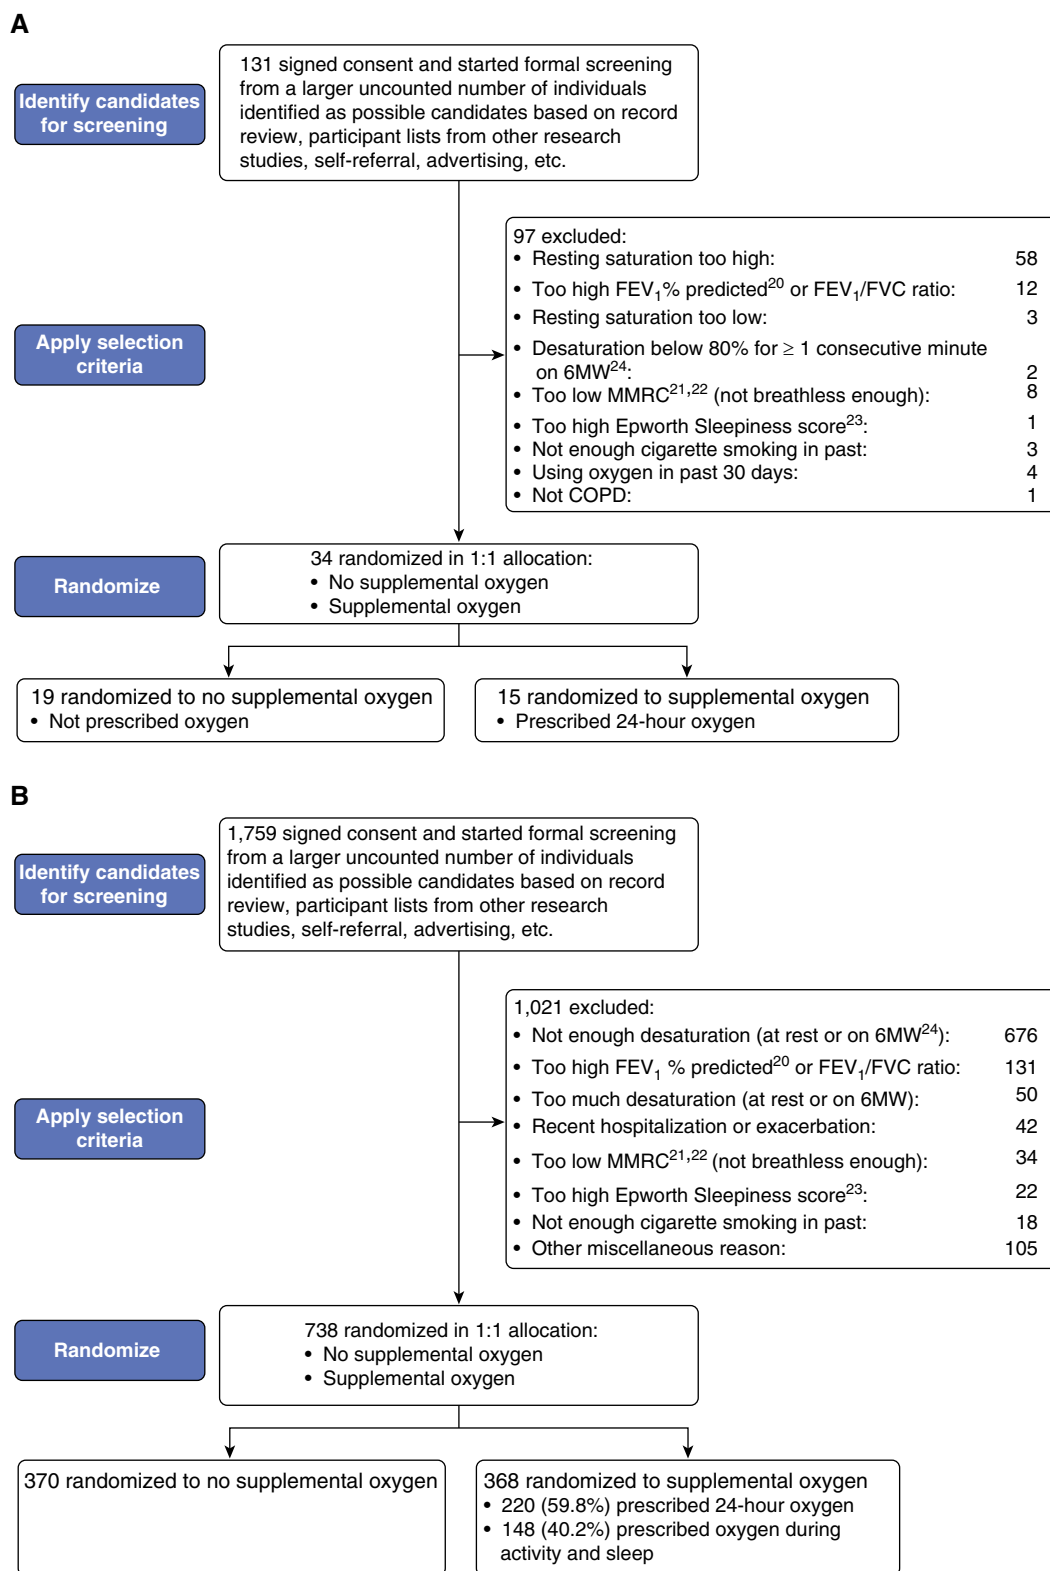 A
Identify candidates
for screening
131 signed consent and started formal screening
from a larger uncounted number of individuals
identified as possible candidates based on record
review, participant lists from other research
studies, self-referral, advertising, etc.
Apply selection
criteria
97 excluded:
• Resting saturation too high: 58
• Too high FEV₁% predicted²⁰ or FEV₁/FVC ratio: 12
• Resting saturation too low: 3
• Desaturation below 80% for ≥ 1 consecutive minute
on 6MW²⁴: 2
• Too low MMRC²¹,²² (not breathless enough): 8
• Too high Epworth Sleepiness score²³: 1
• Not enough cigarette smoking in past: 3
• Using oxygen in past 30 days: 4
• Not COPD: 1
Randomize
34 randomized in 1:1 allocation:
• No supplemental oxygen
• Supplemental oxygen
19 randomized to no supplemental oxygen
• Not prescribed oxygen
15 randomized to supplemental oxygen
• Prescribed 24-hour oxygen
B
Identify candidates
for screening
1,759 signed consent and started formal screening
from a larger uncounted number of individuals
identified as possible candidates based on record
review, participant lists from other research
studies, self-referral, advertising, etc.
Apply selection
criteria
1,021 excluded:
• Not enough desaturation (at rest or on 6MW²⁴): 676
• Too high FEV₁ % predicted²⁰ or FEV₁/FVC ratio: 131
• Too much desaturation (at rest or on 6MW): 50
• Recent hospitalization or exacerbation: 42
• Too low MMRC²¹,²² (not breathless enough): 34
• Too high Epworth Sleepiness score²³: 22
• Not enough cigarette smoking in past: 18
• Other miscellaneous reason: 105
Randomize
738 randomized in 1:1 allocation:
• No supplemental oxygen
• Supplemental oxygen
370 randomized to no supplemental oxygen
368 randomized to supplemental oxygen
• 220 (59.8%) prescribed 24-hour oxygen
• 148 (40.2%) prescribed oxygen during
activity and sleep